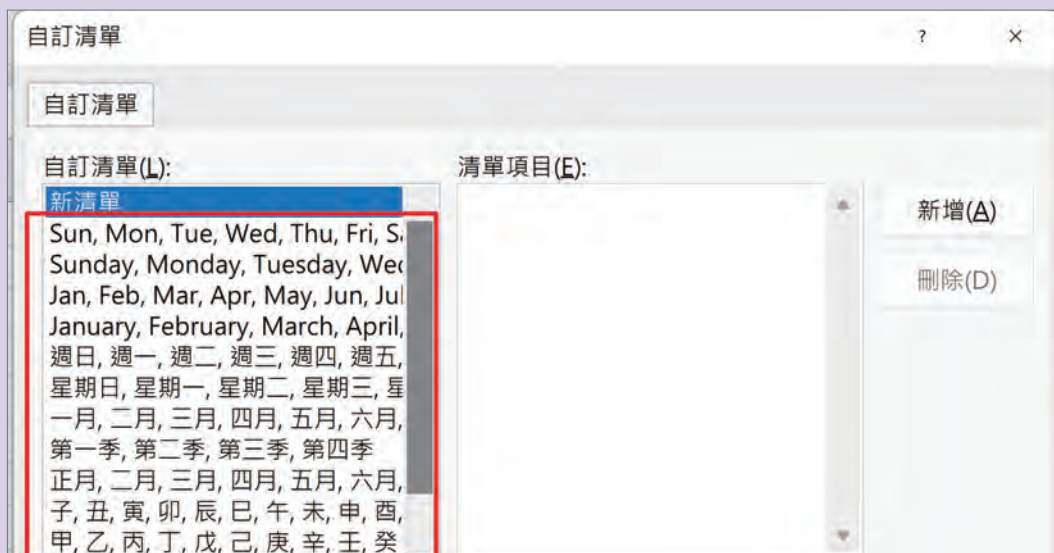 自訂清單
? ×
自訂清單
自訂清單(L):
清單項目(E):
新清單
Sun, Mon, Tue, Wed, Thu, Fri,
Sunday, Monday, Tuesday,
Jan, Feb, Mar, Apr, May, Jun,
January, February, March, April,
週日, 週一, 週二, 週三, 週四, 週五,
星期日, 星期一, 星期二, 星期三,
一月, 二月, 三月, 四月, 五月, 六月,
第一季, 第二季, 第三季, 第四季
正月, 二月, 三月, 四月, 五月, 六月,
子, 丑, 寅, 卯, 辰, 巳, 午, 未, 申, 酉,
甲, 乙, 丙, 丁, 戊, 己, 庚, 辛, 壬, 癸
新增(A)
刪除(D)